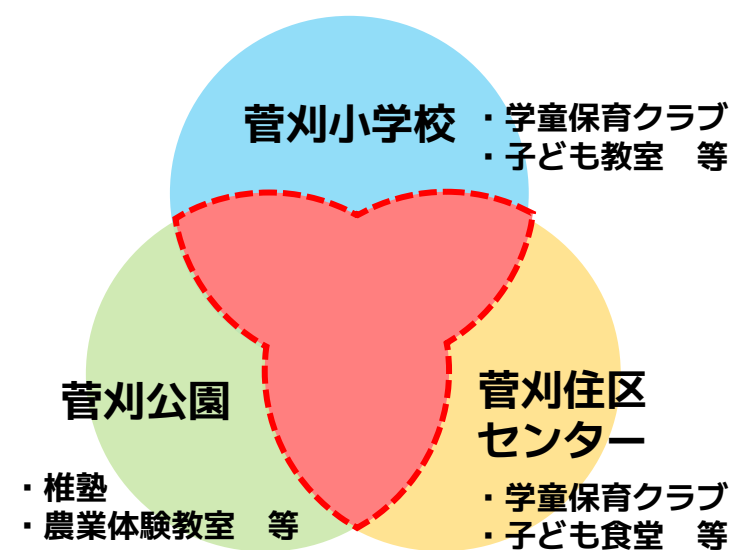 菅刈小学校
・学童保育クラブ
・子ども教室　等
菅刈公園
・椎塾
・農業体験教室　等
菅刈住区
センター
・学童保育クラブ
・子ども食堂　等